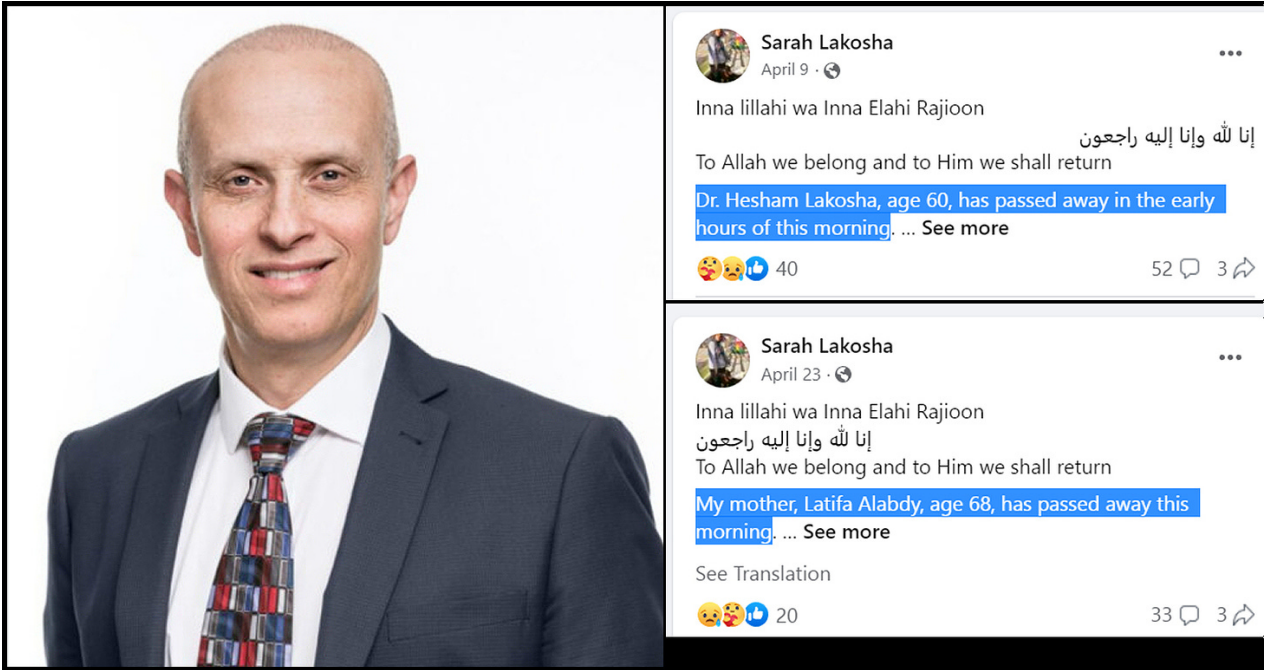 Sarah Lakosha
April 9 ·
Inna lillahi wa Inna Elahi Rajioon
إنا لله وإنا إليه راجعون
To Allah we belong and to Him we shall return
Dr. Hesham Lakosha, age 60, has passed away in the early
hours of this morning. ... See more
40
52
3
Sarah Lakosha
April 23 ·
Inna lillahi wa Inna Elahi Rajioon
إنا لله وإنا إليه راجعون
To Allah we belong and to Him we shall return
My mother, Latifa Alabdy, age 68, has passed away this
morning. ... See more
See Translation
20
33
3